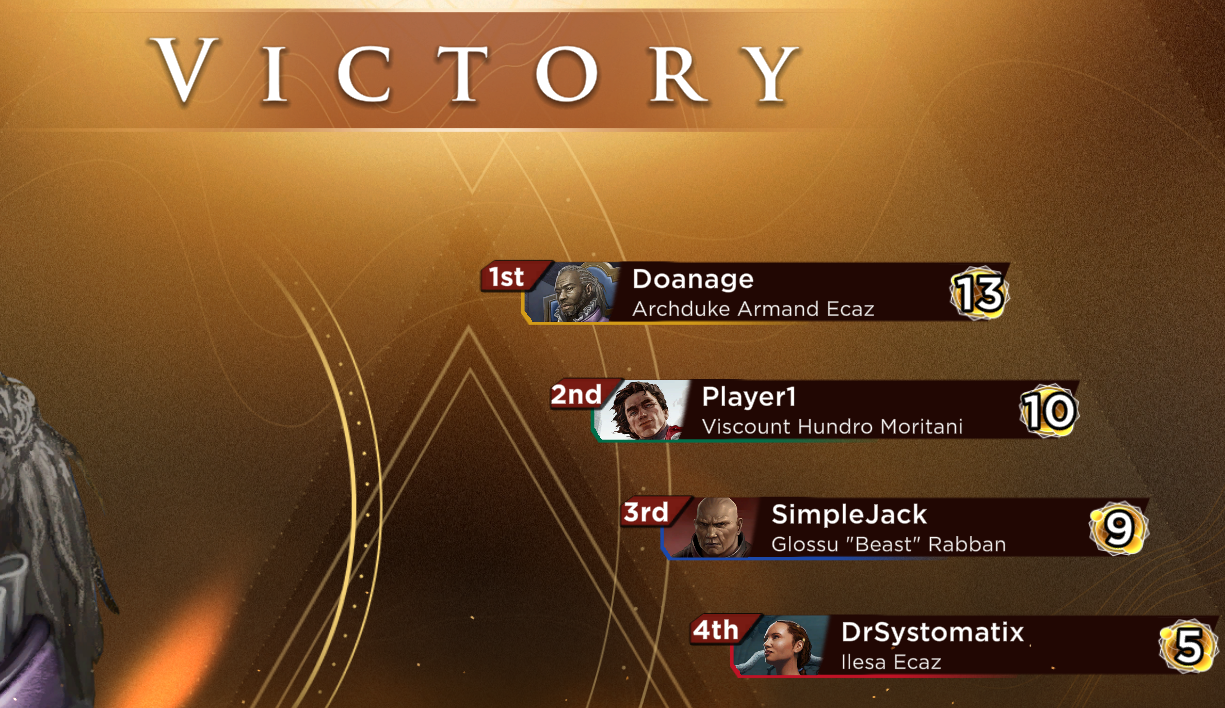 VICTORY
1st
Doanage
Archduke Armand Ecaz
13
2nd
Player1
Viscount Hundro Moritani
10
3rd
SimpleJack
Glossu "Beast" Rabban
9
4th
DrSystomatix
Ilesa Ecaz
5